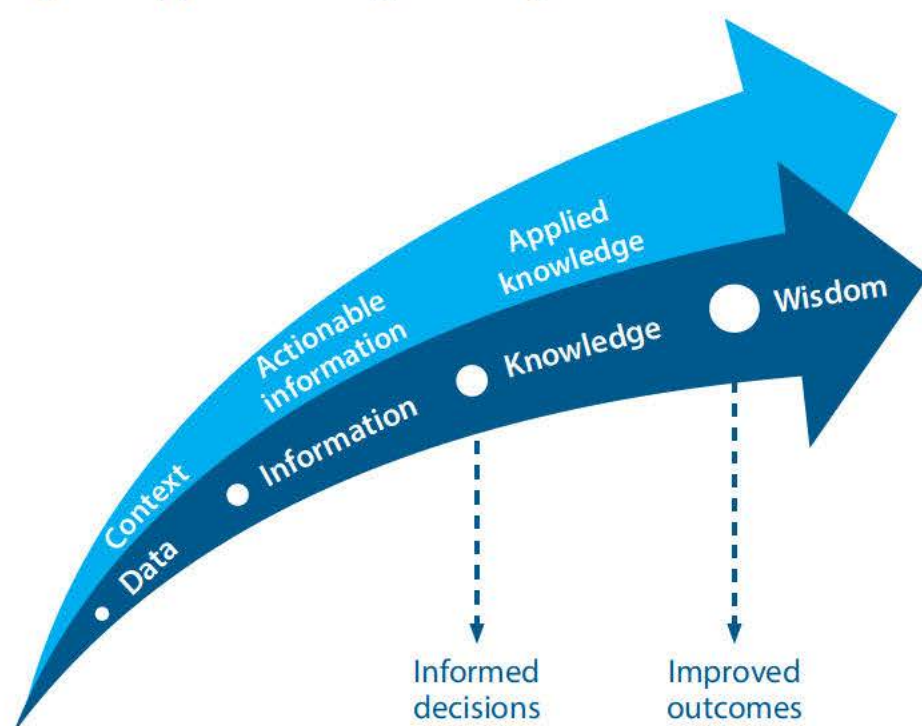 Applied
knowledge
Actionable
information
Context
Wisdom
Knowledge
Information
Data
Informed
decisions
Improved
outcomes